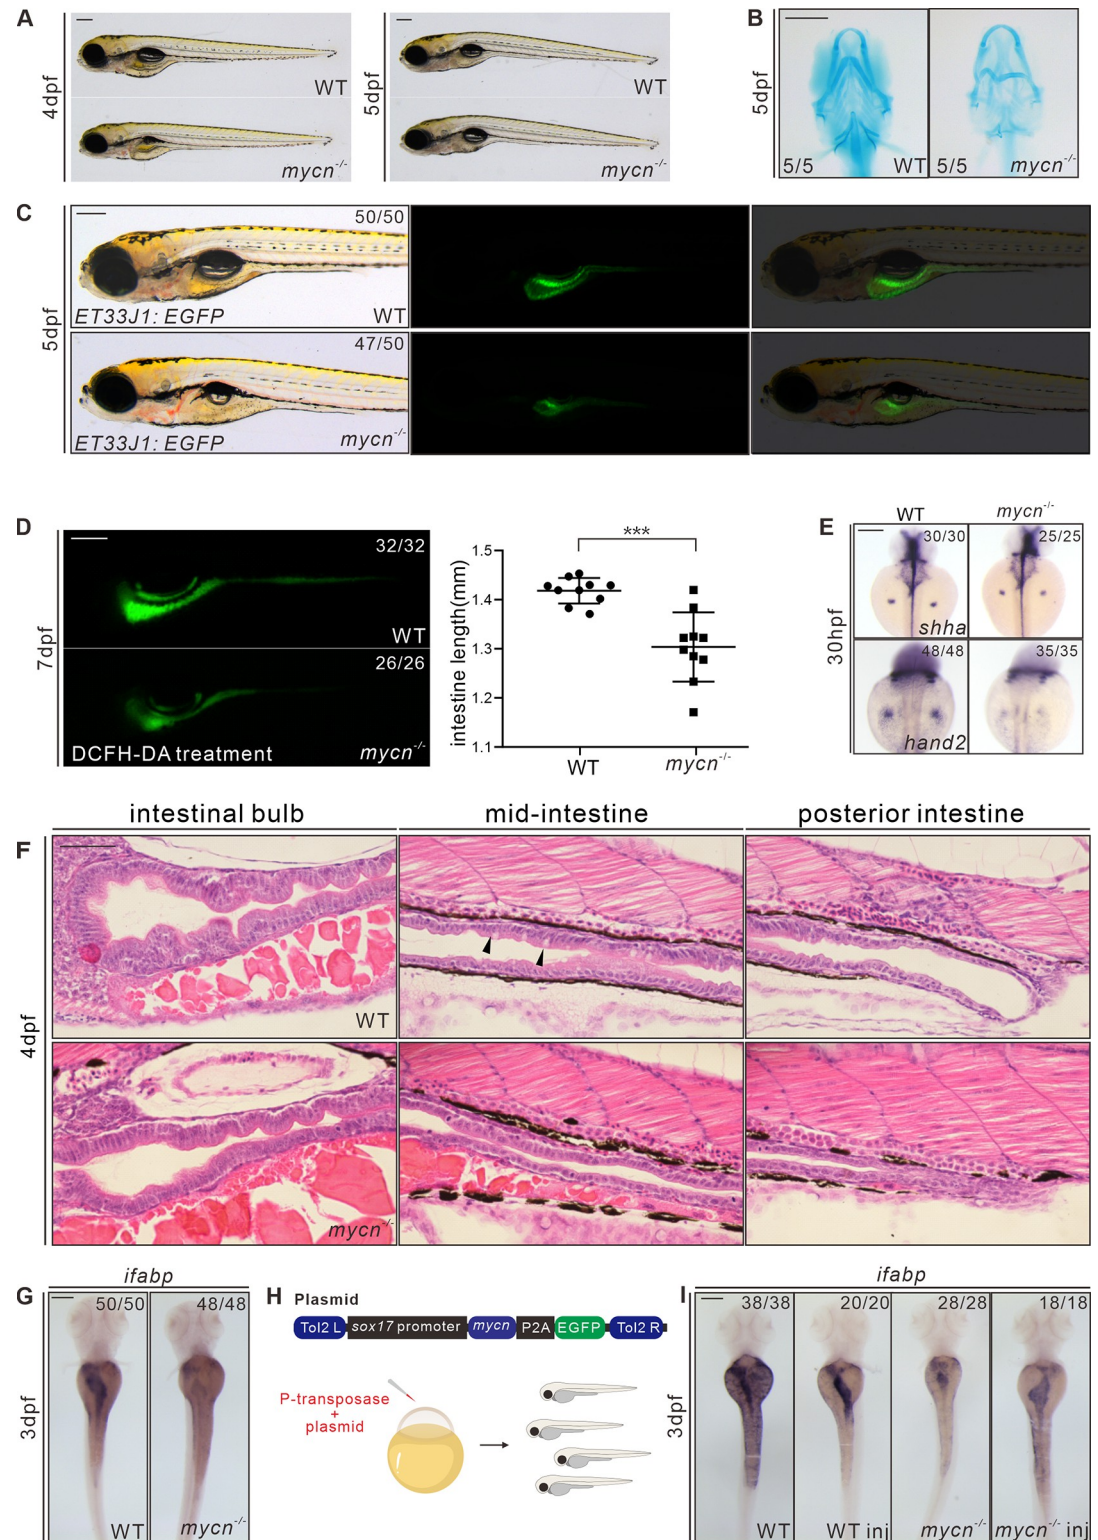 A
4dpf
WT
mycn-/-
5dpf
WT
mycn-/-
B
5dpf
5/5
WT
5/5
mycn-/-
C
5dpf
50/50
ET33J1: EGFP
WT
47/50
ET33J1: EGFP
mycn-/-
D
7dpf
32/32
WT
26/26
DCFH-DA treatment
mycn-/-
***
intestine length(mm)
1.5
1.4
1.3
1.2
1.1
WT
mycn-/-
E
WT
mycn-/-
30hpf
30/30
25/25
shha
48/48
35/35
hand2
intestinal bulb
mid-intestine
posterior intestine
F
4dpf
WT
mycn-/-
G
ifabp
3dpf
50/50
48/48
WT
mycn-/-
H
Plasmid
Tol2 L
sox17 promoter
mycn
P2A
EGFP
Tol2 R
P-transposase
+
plasmid
I
ifabp
3dpf
38/38
20/20
28/28
18/18
WT
WT inj
mycn-/-
mycn-/- inj